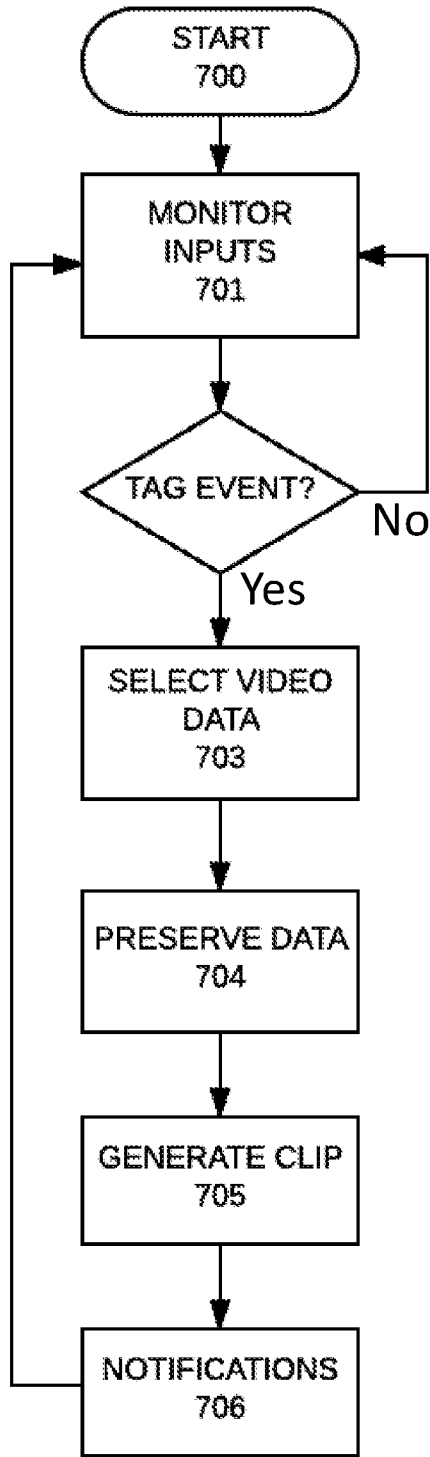 START
700
MONITOR
INPUTS
701
TAG EVENT?
No
Yes
SELECT VIDEO
DATA
703
PRESERVE DATA
704
GENERATE CLIP
705
NOTIFICATIONS
706